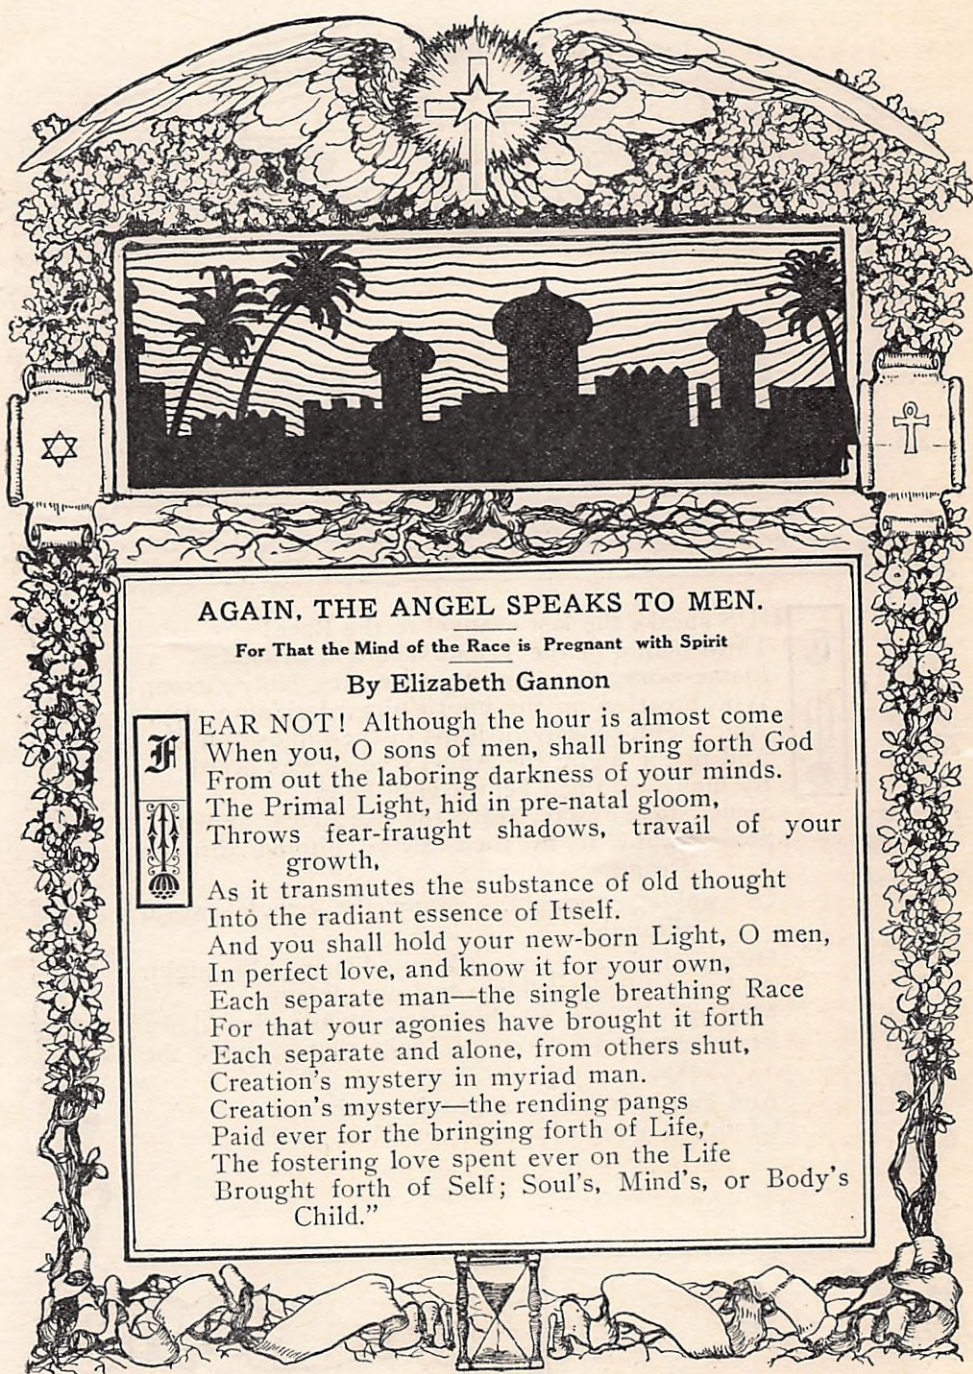 AGAIN, THE ANGEL SPEAKS TO MEN.
For That the Mind of the Race is Pregnant with Spirit
By Elizabeth Gannon
FEAR NOT! Although the hour is almost come
When you, O sons of men, shall bring forth God
From out the laboring darkness of your minds.
The Primal Light, hid in pre-natal gloom,
Throws fear-fraught shadows, travail of your
growth,
As it transmutes the substance of old thought
Into the radiant essence of Itself.
And you shall hold your new-born Light, O men,
In perfect love, and know it for your own,
Each separate man—the single breathing Race
For that your agonies have brought it forth
Each separate and alone, from others shut,
Creation's mystery in myriad man.
Creation's mystery—the rending pangs
Paid ever for the bringing forth of Life,
The fostering love spent ever on the Life
Brought forth of Self; Soul's, Mind's, or Body's
Child."